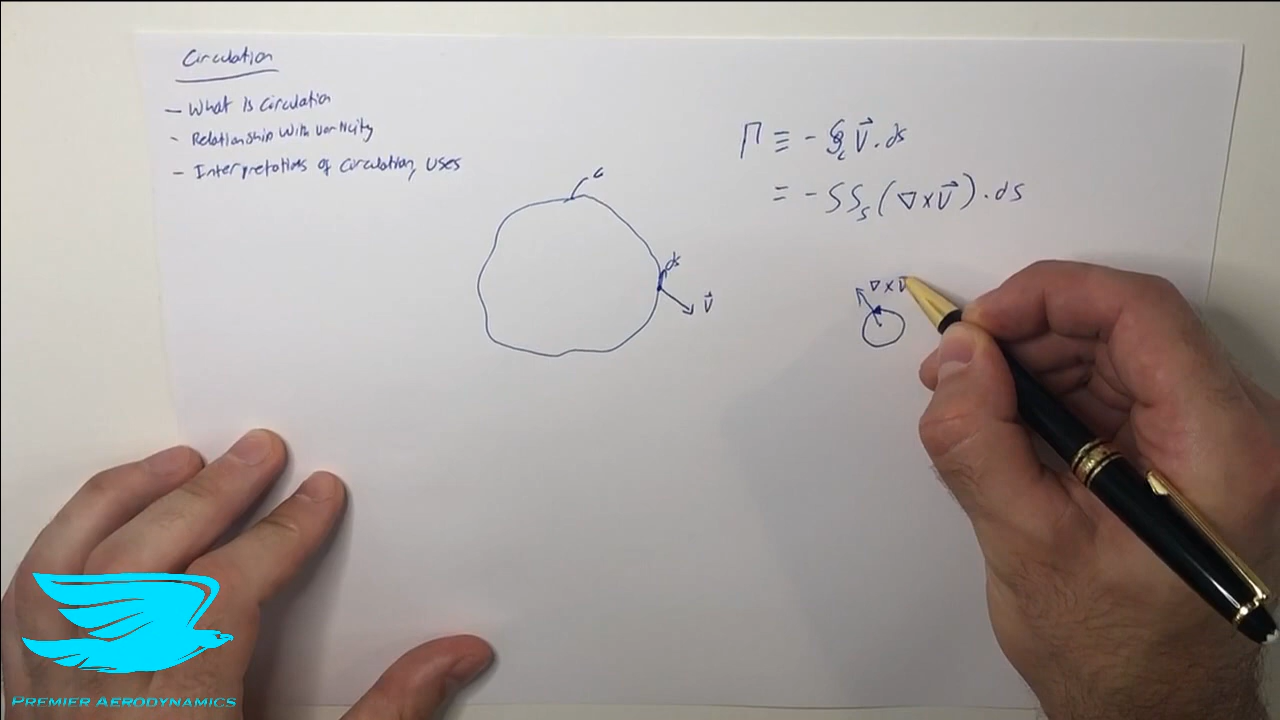 Circulation
- What Is Circulation
- Relationship With Vorticity
- Interpretations of Circulation, Uses
Γ ≡ - ∮c V⃗ . ds
= - ∫∫s (∇ x V⃗) . ds
c
ds
V⃗
∇ x V
PREMIER AERODYNAMICS